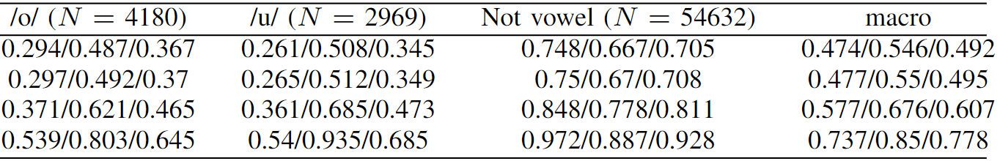 /o/ (N = 4180) /u/ (N = 2969) Not vowel (N = 54632) macro
0.294/0.487/0.367 0.261/0.508/0.345 0.748/0.667/0.705 0.474/0.546/0.492
0.297/0.492/0.37 0.265/0.512/0.349 0.75/0.67/0.708 0.477/0.55/0.495
0.371/0.621/0.465 0.361/0.685/0.473 0.848/0.778/0.811 0.577/0.676/0.607
0.539/0.803/0.645 0.54/0.935/0.685 0.972/0.887/0.928 0.737/0.85/0.778